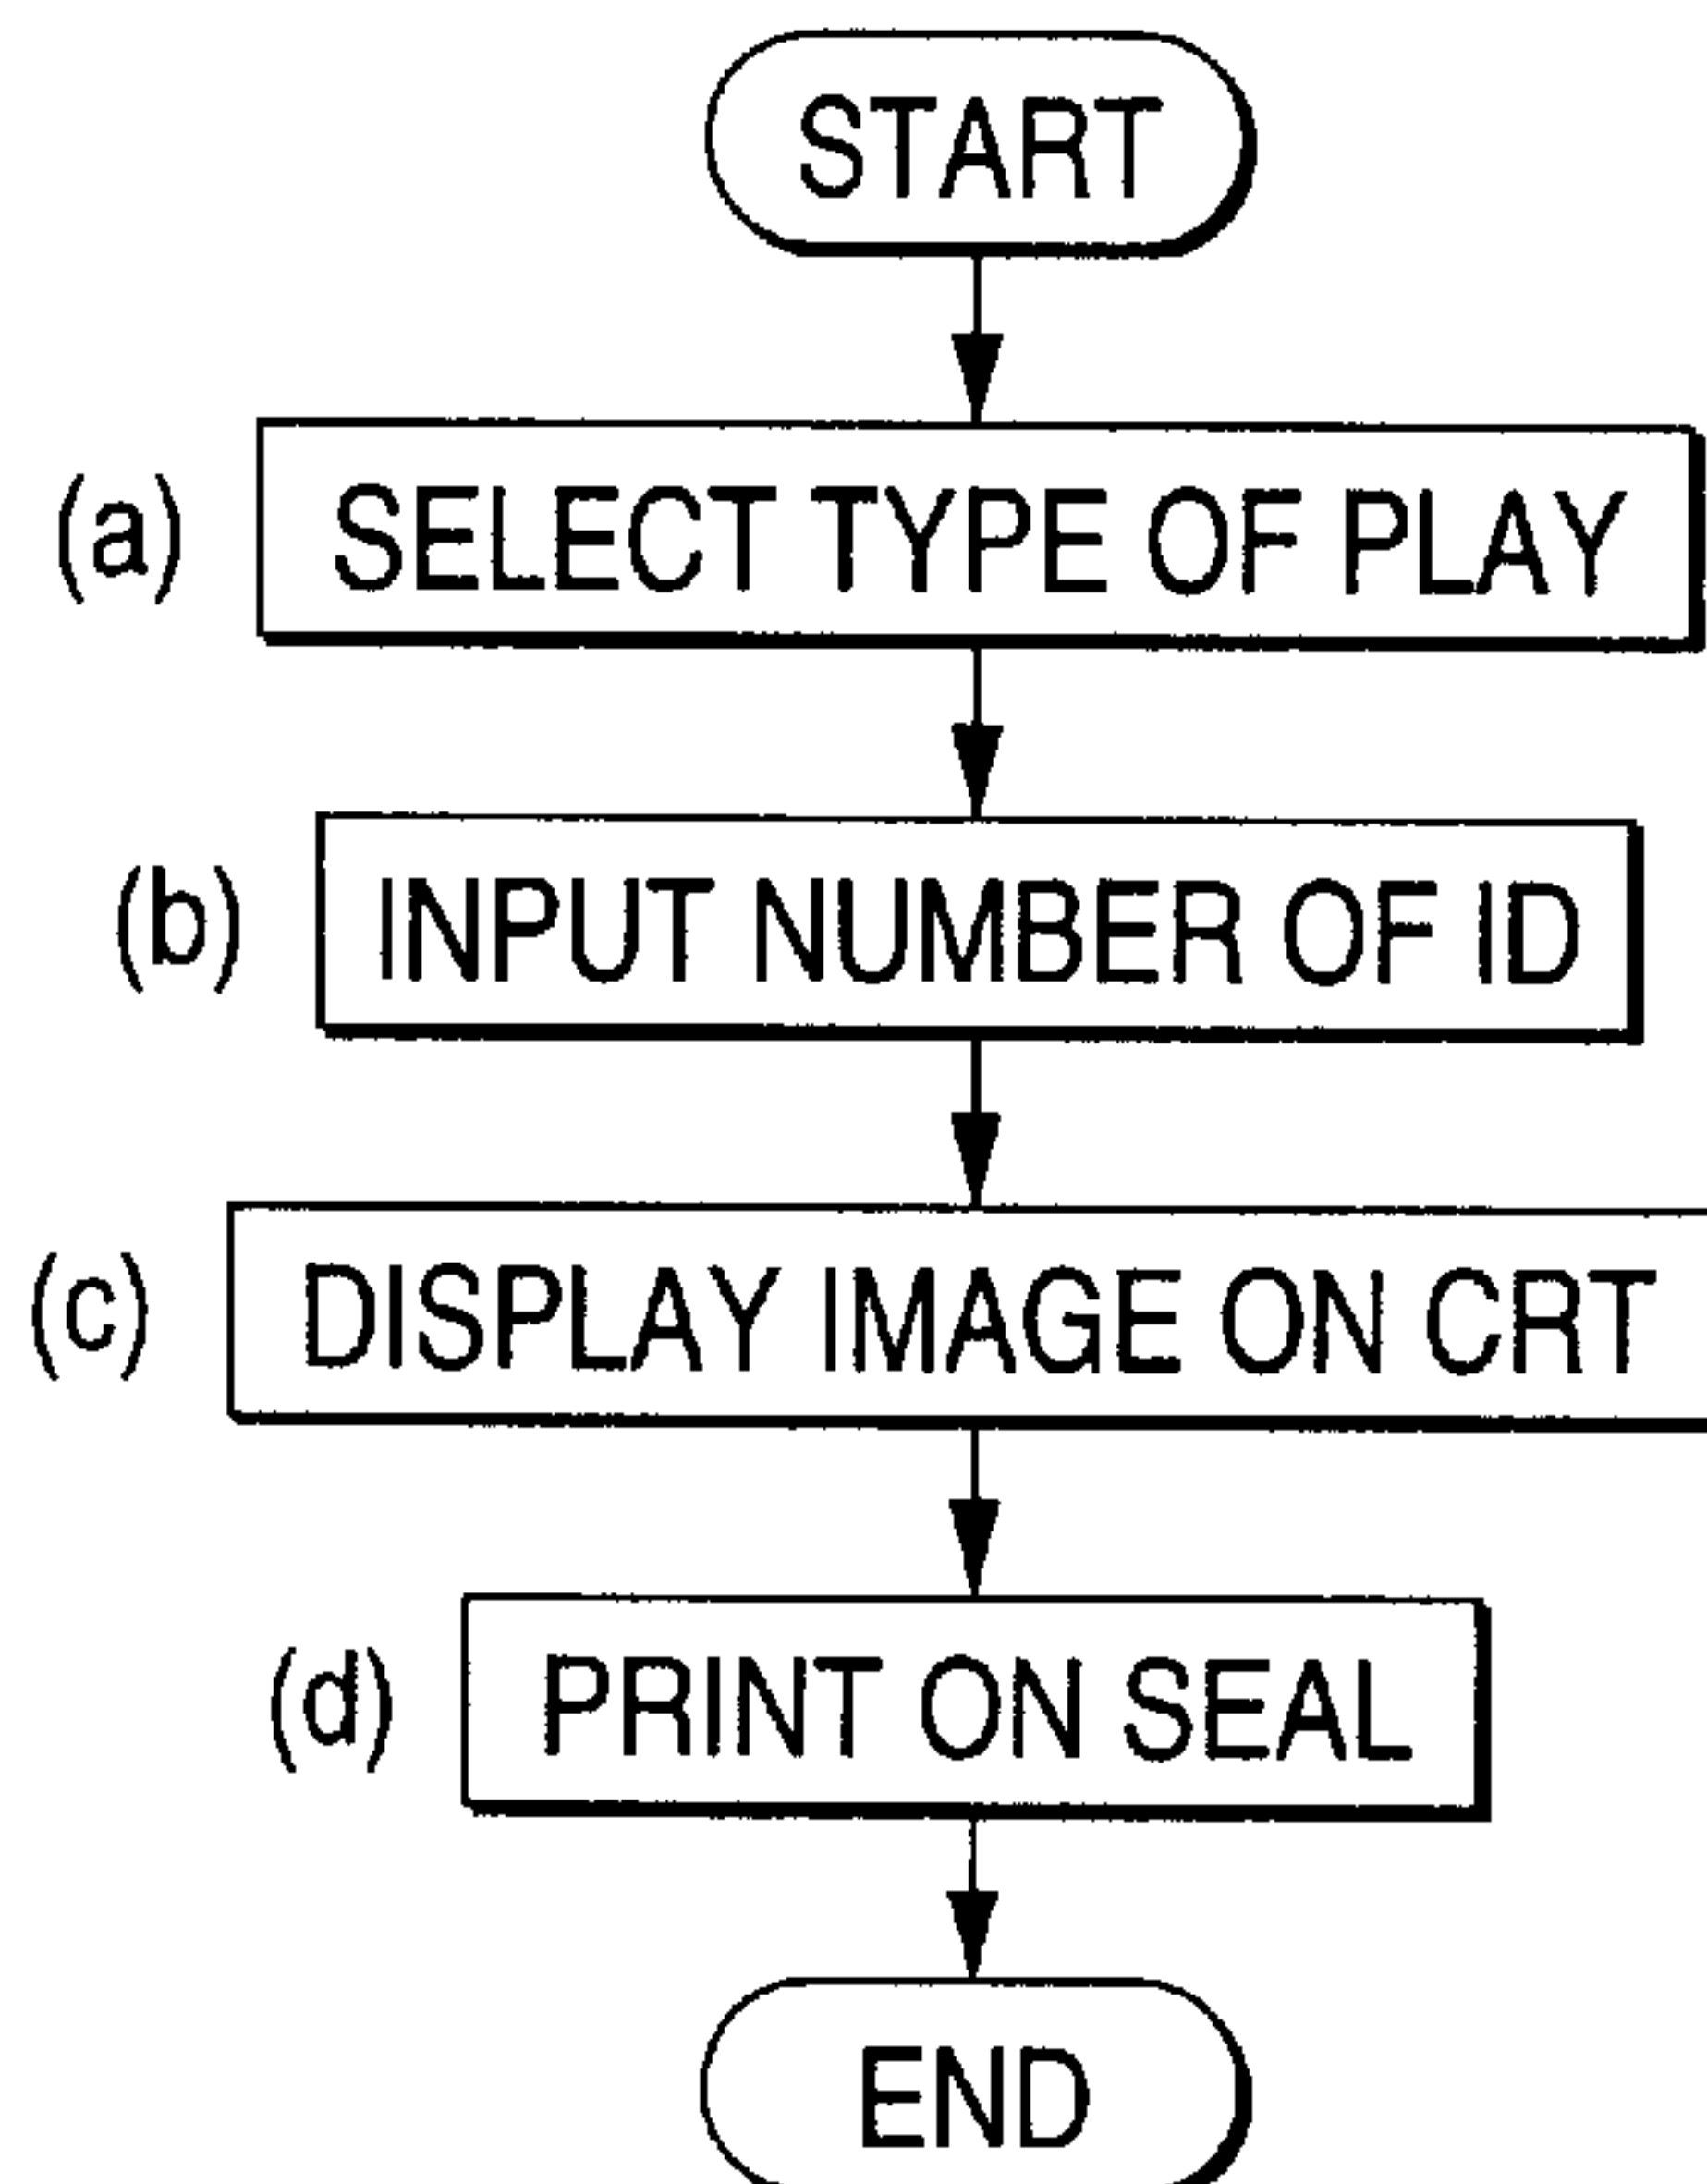 START
(a) SELECT TYPE OF PLAY
(b) INPUT NUMBER OF ID
(c) DISPLAY IMAGE ON CRT
(d) PRINT ON SEAL
END